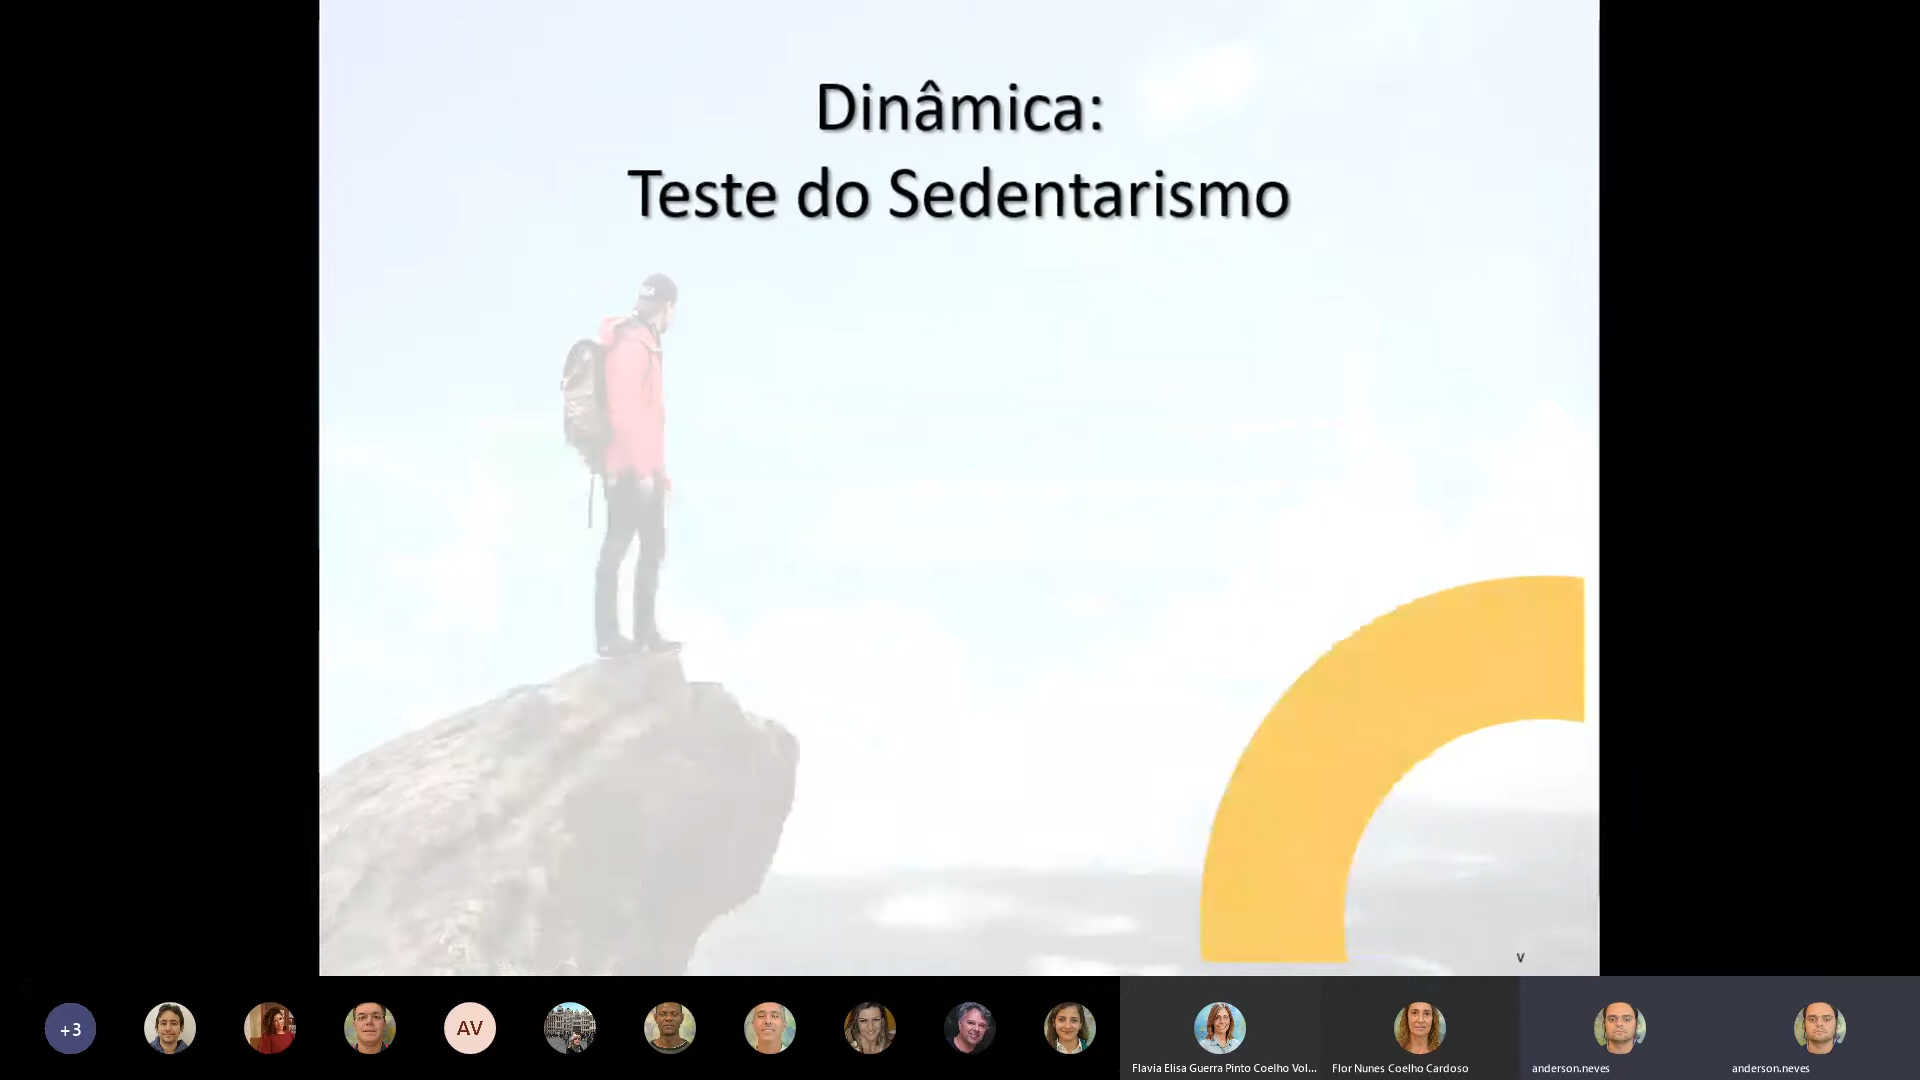 Dinâmica:
Teste do Sedentarismo
v
+3
AV
Flavia Elisa Guerra Pinto Coelho Vol...
Flor Nunes Coelho Cardoso
anderson.neves
anderson.neves